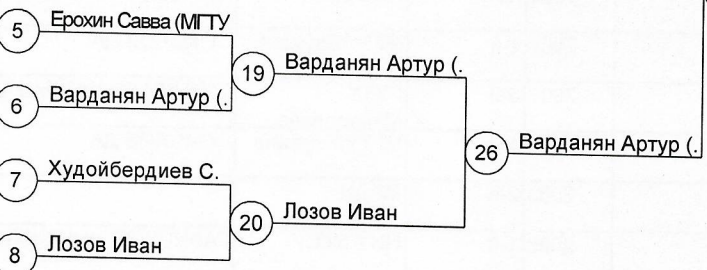 5 Ерохин Савва (МГТУ
19 Варданян Артур (.
6 Варданян Артур (.
26 Варданян Артур (.
7 Худойбердиев С.
20 Лозов Иван
8 Лозов Иван